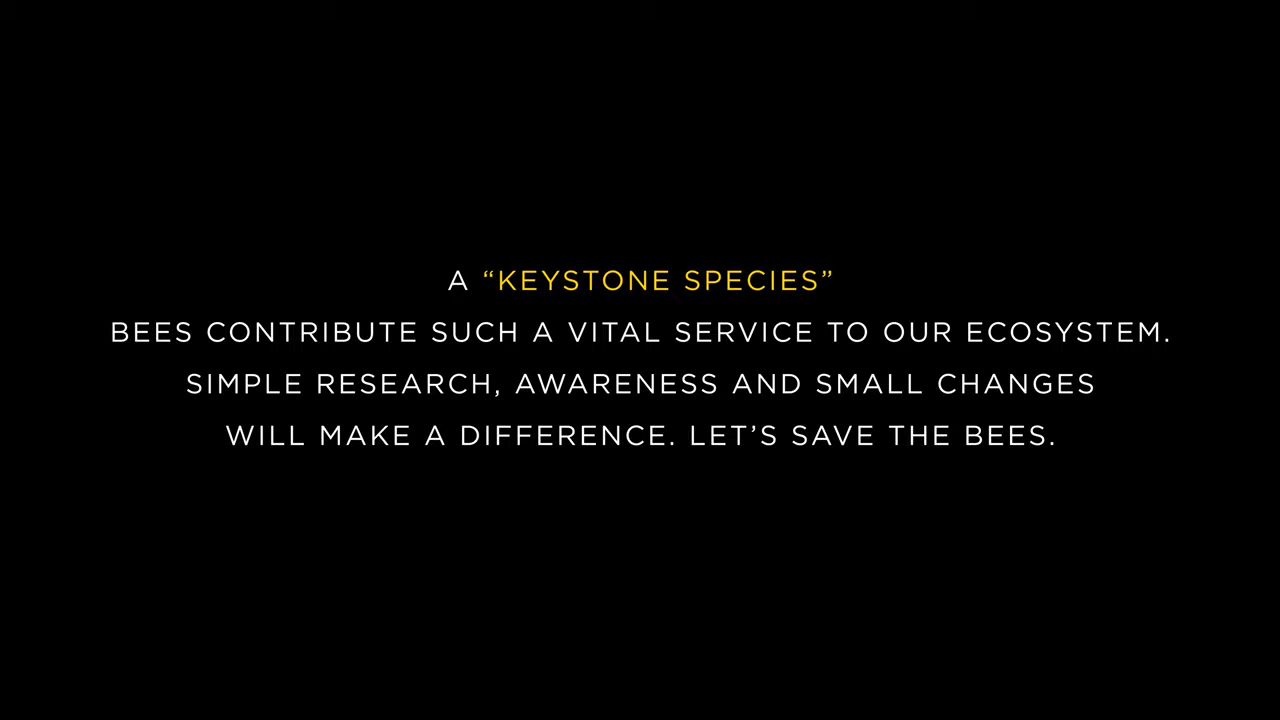 A “KEYSTONE SPECIES”
BEES CONTRIBUTE SUCH A VITAL SERVICE TO OUR ECOSYSTEM.
SIMPLE RESEARCH, AWARENESS AND SMALL CHANGES
WILL MAKE A DIFFERENCE. LET’S SAVE THE BEES.